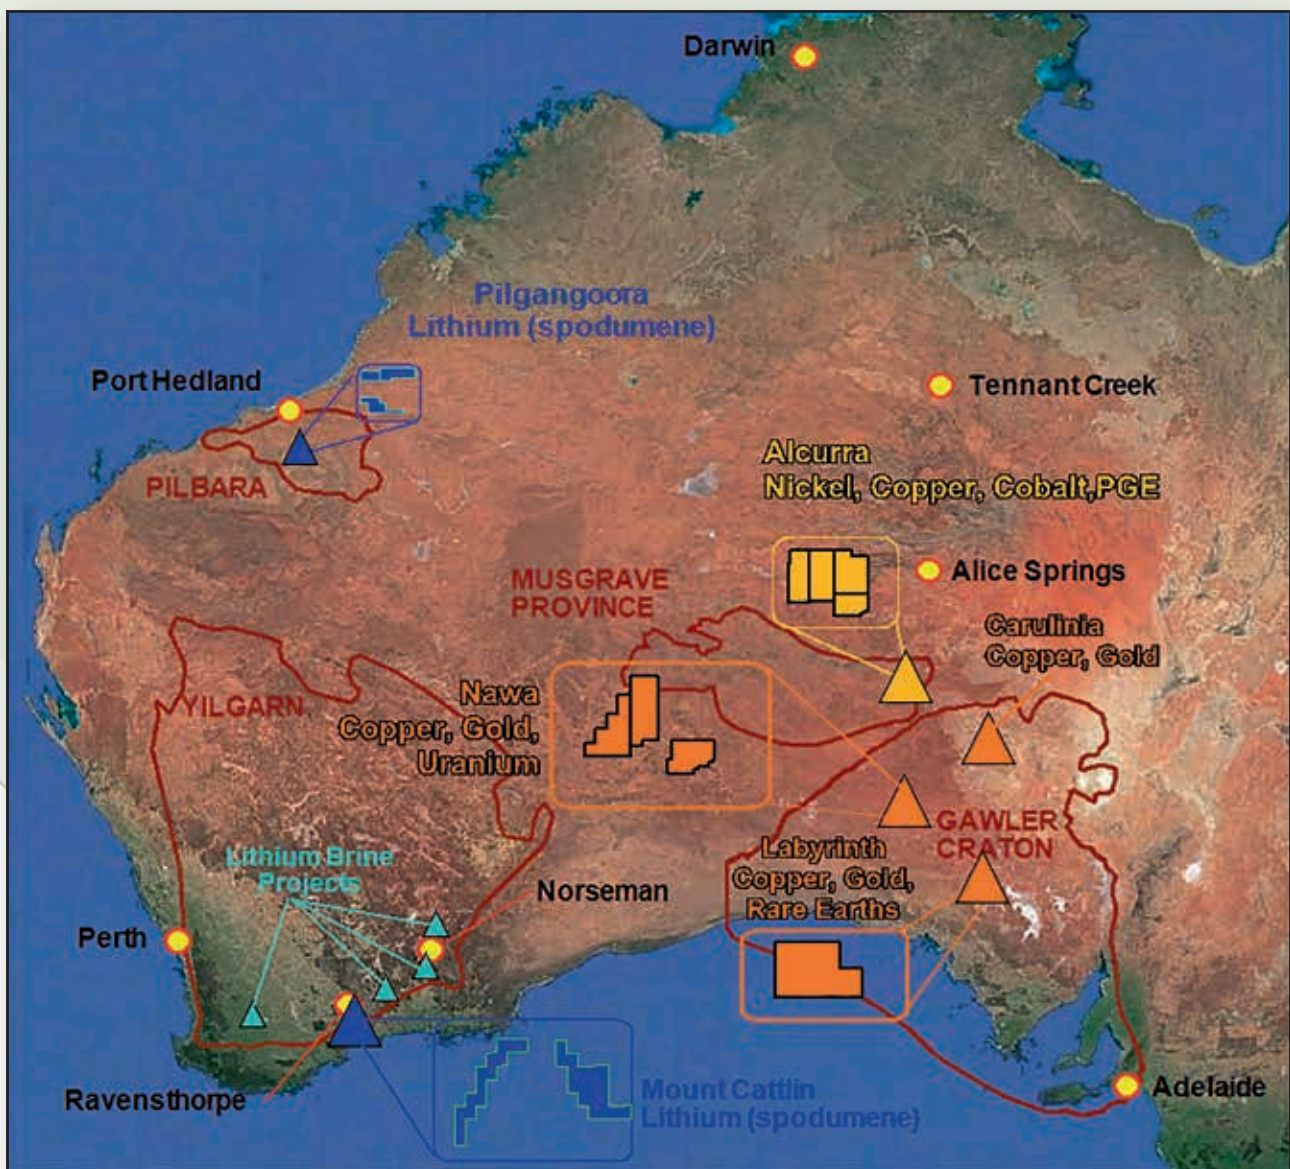 Darwin
Pilgangoora
Lithium (spodumene)
Port Hedland
Tennant Creek
PILBARA
Alcurra
Nickel, Copper, Cobalt,PGE
Alice Springs
MUSGRAVE
PROVINCE
Carulinia
Copper, Gold
YILGARN
Nawa
Copper, Gold,
Uranium
GAWLER
CRATON
Labyrinth
Copper, Gold,
Rare Earths
Lithium Brine
Projects
Norseman
Perth
Ravensthorpe
Mount Cattlin
Lithium (spodumene)
Adelaide